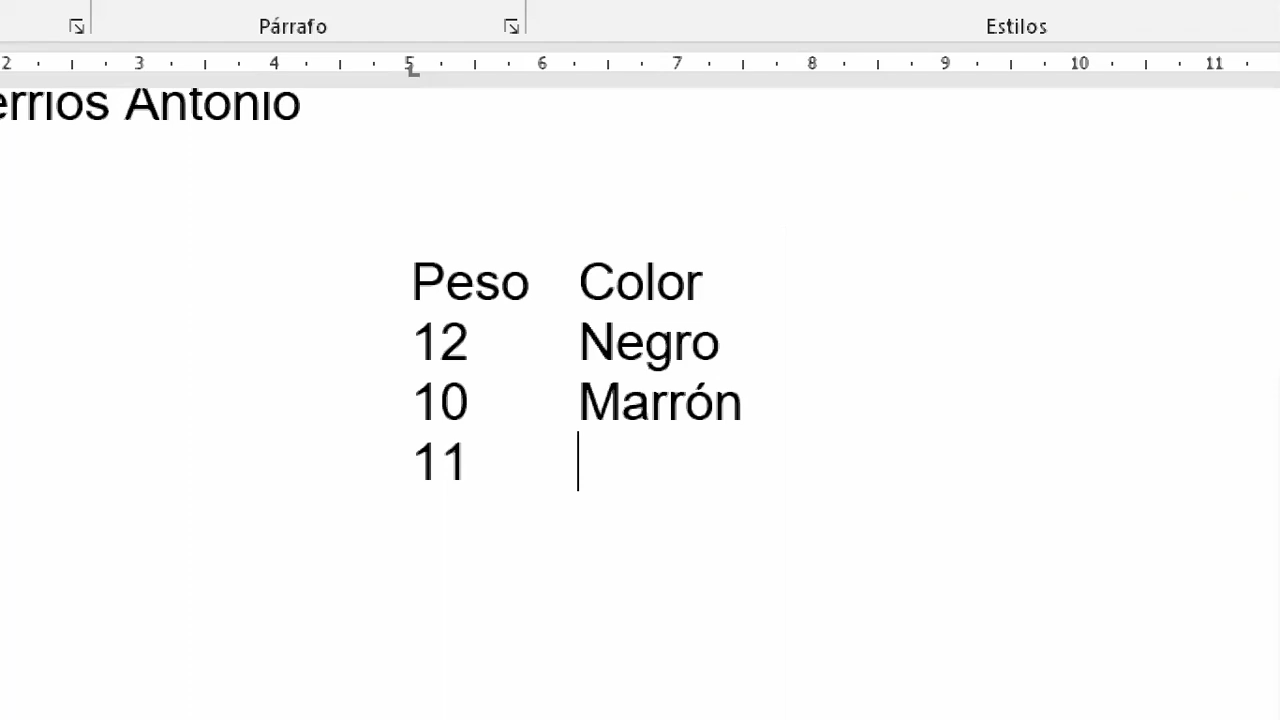 Párrafo Estilos
2 3 4 5 6 7 8 9 10 11
errios Antonio
Peso Color
12 Negro
10 Marrón
11